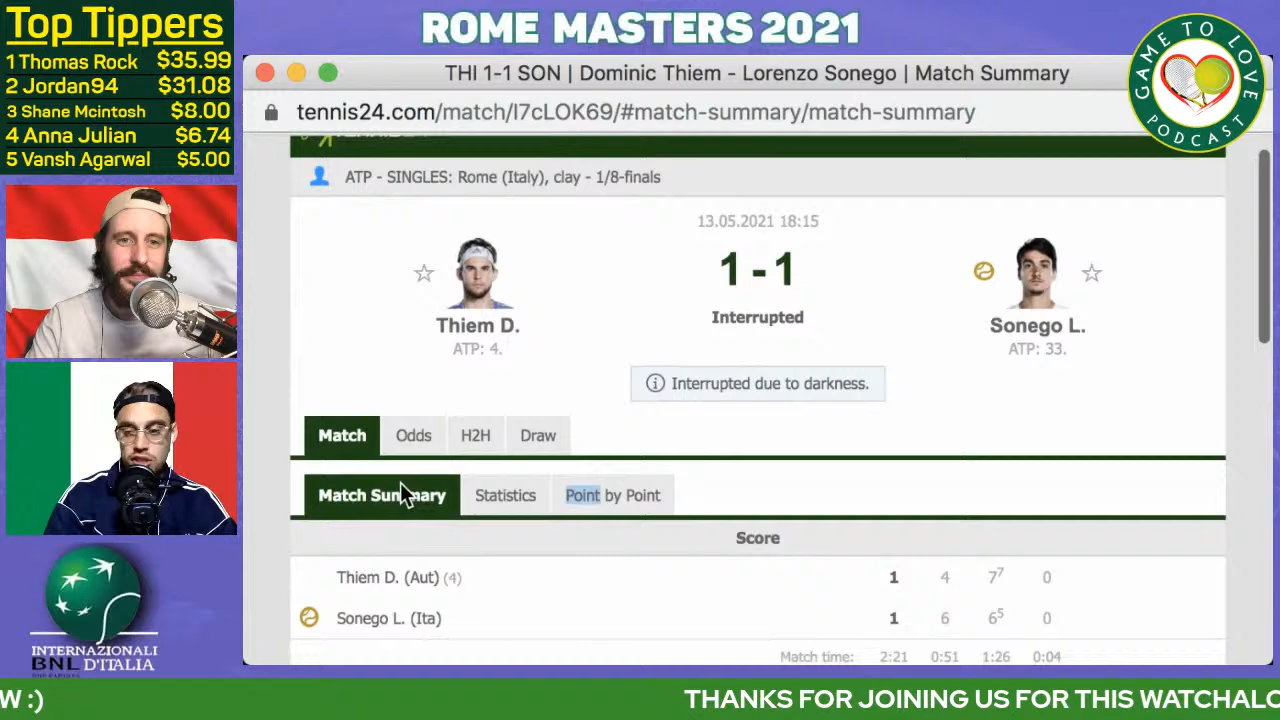 Top Tippers
1 Thomas Rock $35.99
2 Jordan94 $31.08
3 Shane Mcintosh $8.00
4 Anna Julian $6.74
5 Vansh Agarwal $5.00
ROME MASTERS 2021
GAME TO LOVE
PODCAST
THI 1-1 SON | Dominic Thiem - Lorenzo Sonego | Match Summary
tennis24.com/match/I7cLOK69/#match-summary/match-summary
ATP - SINGLES: Rome (Italy), clay - 1/8-finals
13.05.2021 18:15
1 - 1
Interrupted
Thiem D.
ATP: 4.
Sonego L.
ATP: 33.
Interrupted due to darkness.
Match Odds H2H Draw
Match Summary Statistics Point by Point
Score
Thiem D. (Aut) (4) 1 4 7⁷ 0
Sonego L. (Ita) 1 6 6⁵ 0
Match time: 2:21 0:51 1:26 0:04
INTERNAZIONALI
BNL D'ITALIA
W :) THANKS FOR JOINING US FOR THIS WATCHALO